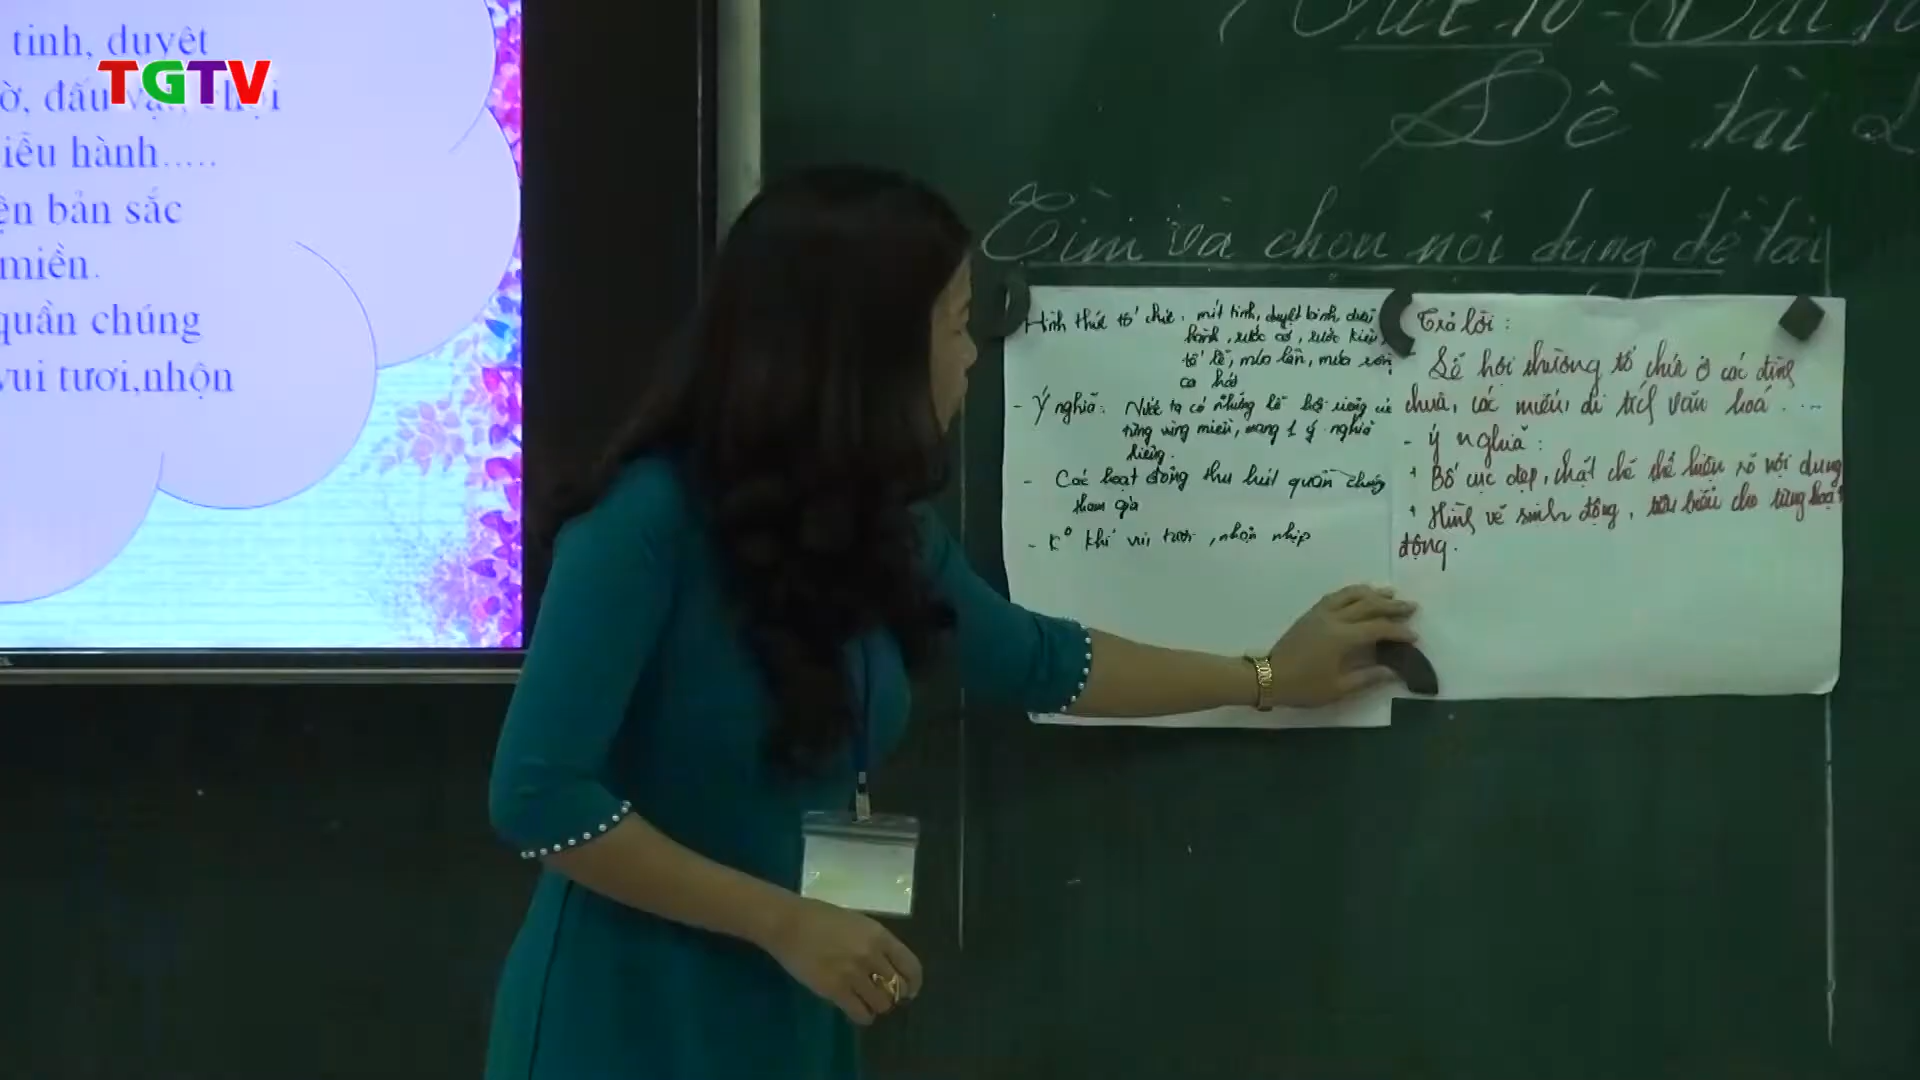 TGTV
tinh, duyệt
ờ, đấu vật, chọi
iễu hành.....
ện bản sắc
miền.
quần chúng
vui tươi,nhộn
Đề tài
Tìm và chọn nội dung đề tài
Hình thức tổ chức: mít tinh, duyệt binh, diễu
hành, rước cờ, rước kiệu,
tế lễ, múa lân, múa rồng
ca hát
- Ý nghĩa: Nước ta có những lễ hội riêng của
từng vùng miền, mang 1 ý nghĩa
riêng.
- Các hoạt động thu hút quần chúng
tham gia
- K° khí vui tươi, nhộn nhịp
Trả lời:
- Lễ hội thường tổ chức ở các đình
chùa, các miếu, di tích văn hoá....
- Ý nghĩa:
+ Bố cục đẹp, chặt chẽ thể hiện rõ nội dung
+ Hình vẽ sinh động, tiêu biểu cho từng hoạt
động.